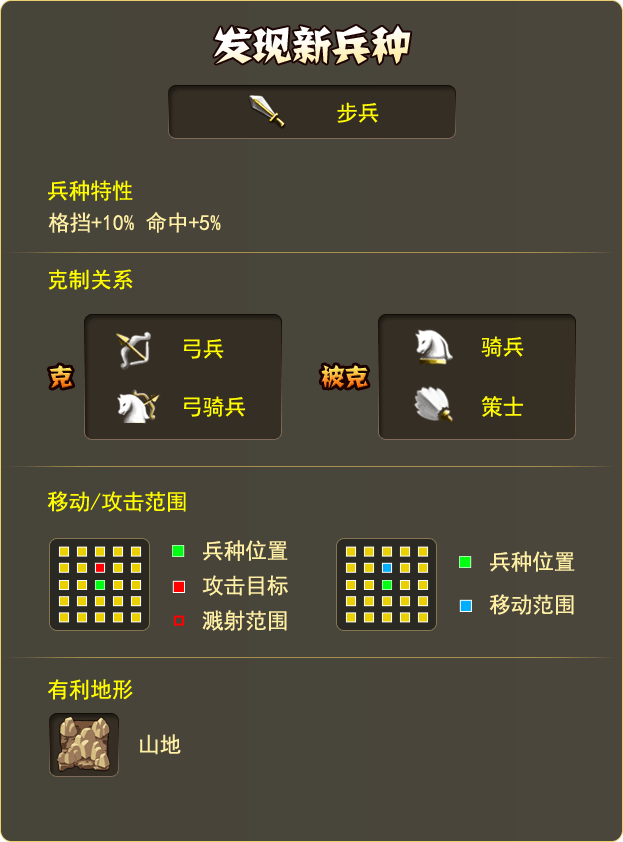 发现新兵种
步兵
兵种特性
格挡+10% 命中+5%
克制关系
克
弓兵
弓骑兵
被克
骑兵
策士
移动/攻击范围
兵种位置
攻击目标
溅射范围
兵种位置
移动范围
有利地形
山地